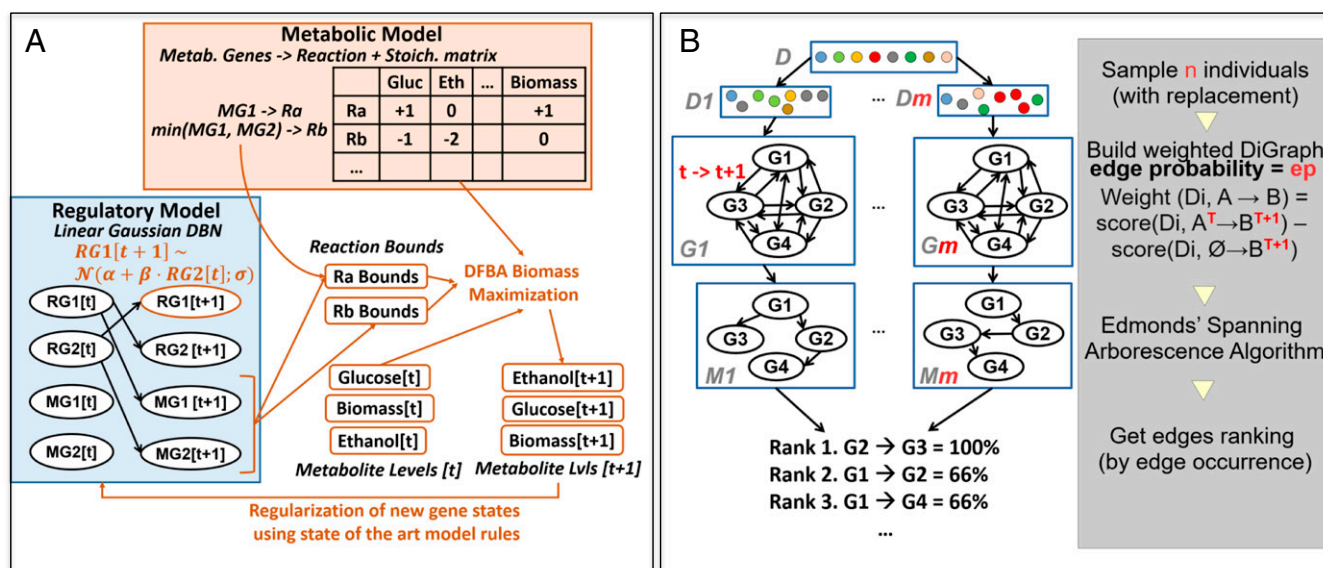 A
Metabolic Model
Metab. Genes -> Reaction + Stoich. matrix
Gluc Eth ... Biomass
MG1 -> Ra
Ra +1 0 +1
min(MG1, MG2) -> Rb
Rb -1 -2 0
...
Regulatory Model
Linear Gaussian DBN
RG1[t + 1] ~
𝒩(α + β · RG2[t]; σ)
RG1[t] RG1[t+1]
RG2[t] RG2[t+1]
MG1[t] MG1[t+1]
MG2[t] MG2[t+1]
Reaction Bounds
Ra Bounds
Rb Bounds
DFBA Biomass
Maximization
Glucose[t]
Biomass[t]
Ethanol[t]
Metabolite Levels [t]
Ethanol[t+1]
Glucose[t+1]
Biomass[t+1]
Metabolite Lvls [t+1]
Regularization of new gene states
using state of the art model rules
B
D
D1 ... Dm
t -> t+1
G1
G3 G2
G4
G1
...
G1
G3 G2
G4
Gm
G1
G3 G2
G4
M1
...
G1
G3 G2
G4
Mm
Rank 1. G2 → G3 = 100%
Rank 2. G1 → G2 = 66%
Rank 3. G1 → G4 = 66%
...
Sample n individuals
(with replacement)
Build weighted DiGraph
edge probability = ep
Weight (Di, A → B) =
score(Di, Aᵀ→Bᵀ⁺¹) –
score(Di, Ø→Bᵀ⁺¹)
Edmonds' Spanning
Arborescence Algorithm
Get edges ranking
(by edge occurrence)